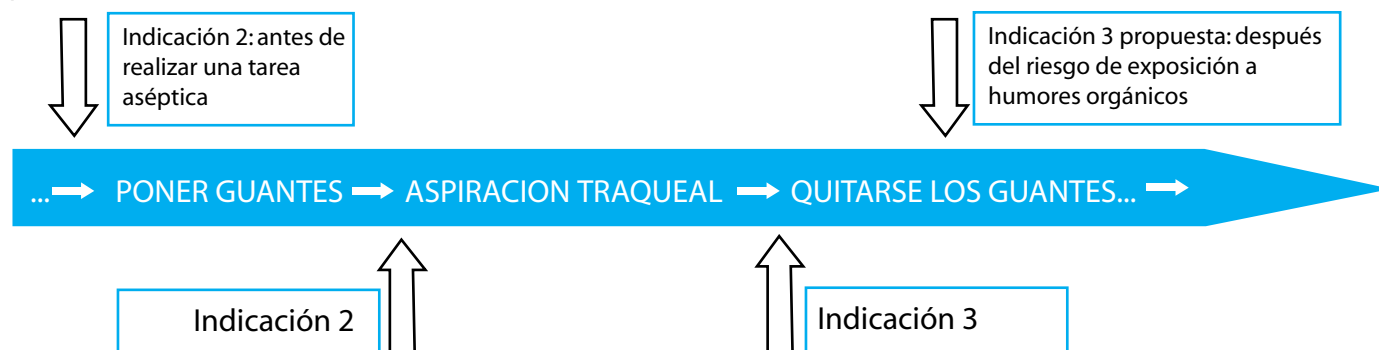 Indicación 2: antes de
realizar una tarea
aséptica
Indicación 3 propuesta: después
del riesgo de exposición a
humores orgánicos
... PONER GUANTES ASPIRACION TRAQUEAL QUITARSE LOS GUANTES...
Indicación 2
Indicación 3